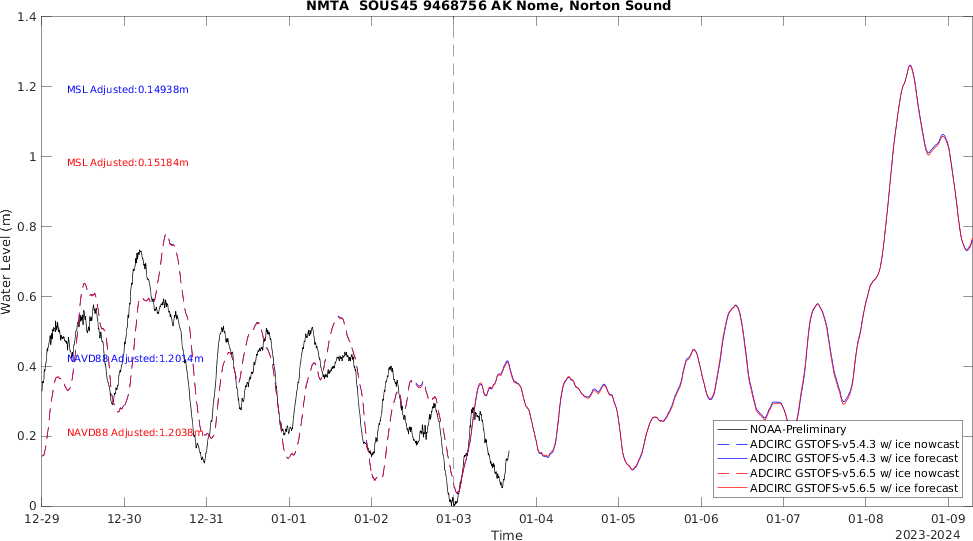 NMTA SOUS45 9468756 AK Nome, Norton Sound
1.4
1.2
1
0.8
0.6
0.4
0.2
0
Water Level (m)
MSL Adjusted:0.14938m
MSL Adjusted:0.15184m
NAVD88 Adjusted:1.2014m
NAVD88 Adjusted:1.2038m
NOAA-Preliminary
ADCIRC GSTOFS-v5.4.3 w/ ice nowcast
ADCIRC GSTOFS-v5.4.3 w/ ice forecast
ADCIRC GSTOFS-v5.6.5 w/ ice nowcast
ADCIRC GSTOFS-v5.6.5 w/ ice forecast
12-29 12-30 12-31 01-01 01-02 01-03 01-04 01-05 01-06 01-07 01-08 01-09
Time
2023-2024